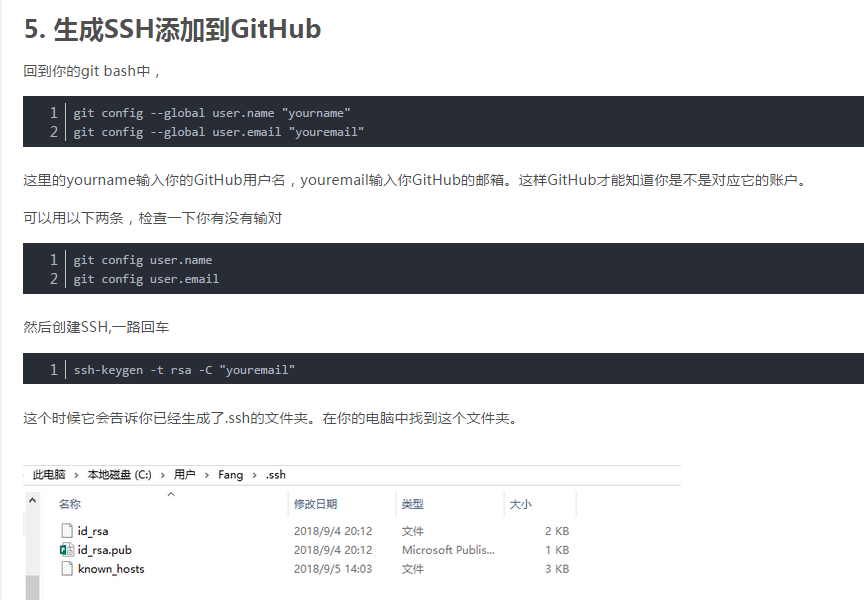 5. 生成SSH添加到GitHub
回到你的git bash中，
1 git config --global user.name "yourname"
2 git config --global user.email "youremail"
这里的yourname输入你的GitHub用户名，youremail输入你GitHub的邮箱。这样GitHub才能知道你是不是对应它的账户。
可以用以下两条，检查一下你有没有输对
1 git config user.name
2 git config user.email
然后创建SSH,一路回车
1 ssh-keygen -t rsa -C "youremail"
这个时候它会告诉你已经生成了.ssh的文件夹。在你的电脑中找到这个文件夹。
此电脑 › 本地磁盘 (C:) › 用户 › Fang › .ssh
名称 修改日期 类型 大小
id_rsa 2018/9/4 20:12 文件 2 KB
id_rsa.pub 2018/9/4 20:12 Microsoft Publis... 1 KB
known_hosts 2018/9/5 14:03 文件 3 KB